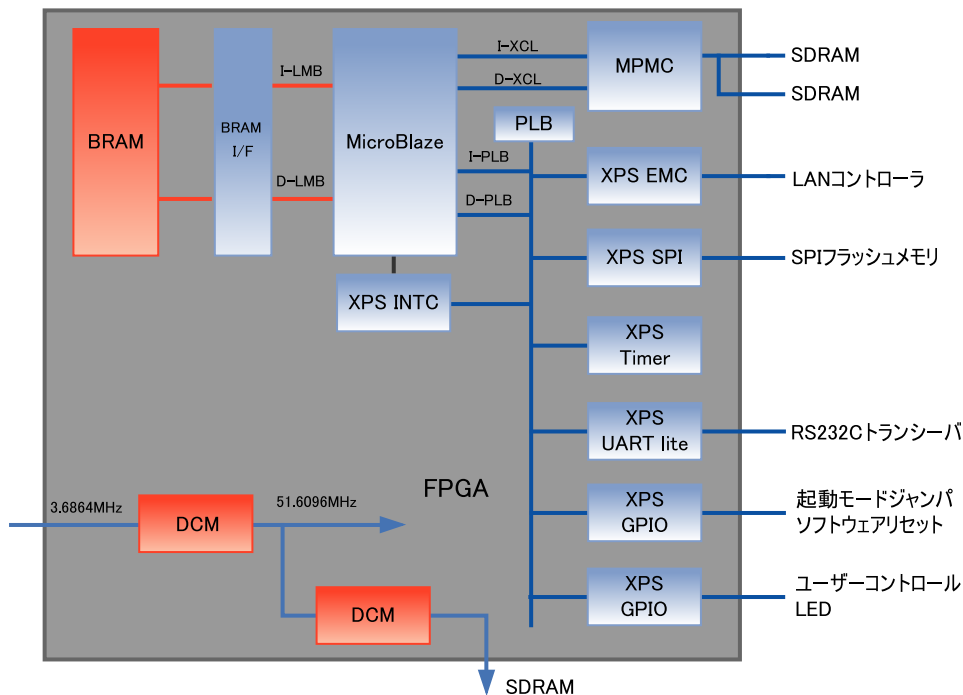 I-XCL
D-XCL
MPMC
SDRAM
SDRAM
I-LMB
D-LMB
BRAM
BRAM
I/F
MicroBlaze
PLB
I-PLB
D-PLB
XPS EMC
LANコントローラ
XPS SPI
SPIフラッシュメモリ
XPS INTC
XPS
Timer
XPS
UART lite
RS232Cトランシーバ
FPGA
XPS
GPIO
起動モードジャンパ
ソフトウェアリセット
3.6864MHz
DCM
51.6096MHz
XPS
GPIO
ユーザーコントロール
LED
DCM
SDRAM